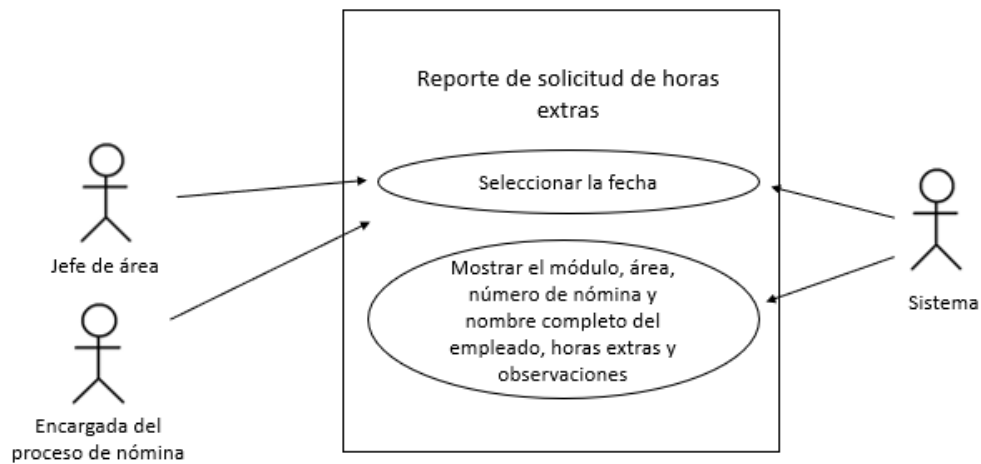 Reporte de solicitud de horas
extras
Seleccionar la fecha
Jefe de área
Mostrar el módulo, área,
número de nómina y
nombre completo del
empleado, horas extras y
observaciones
Sistema
Encargada del
proceso de nómina